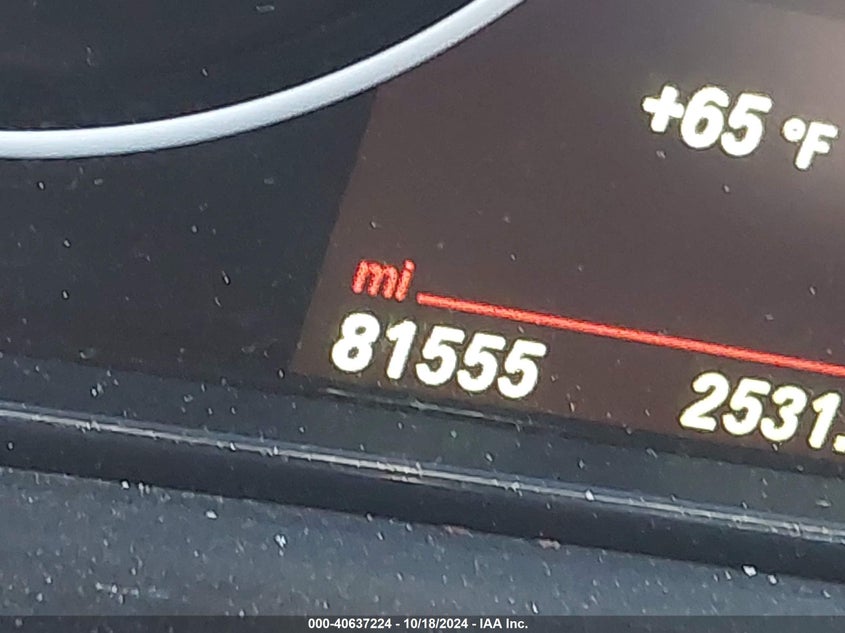 +65 °F
mi
81555 2531.
000-40637224 - 10/18/2024 - IAA Inc.